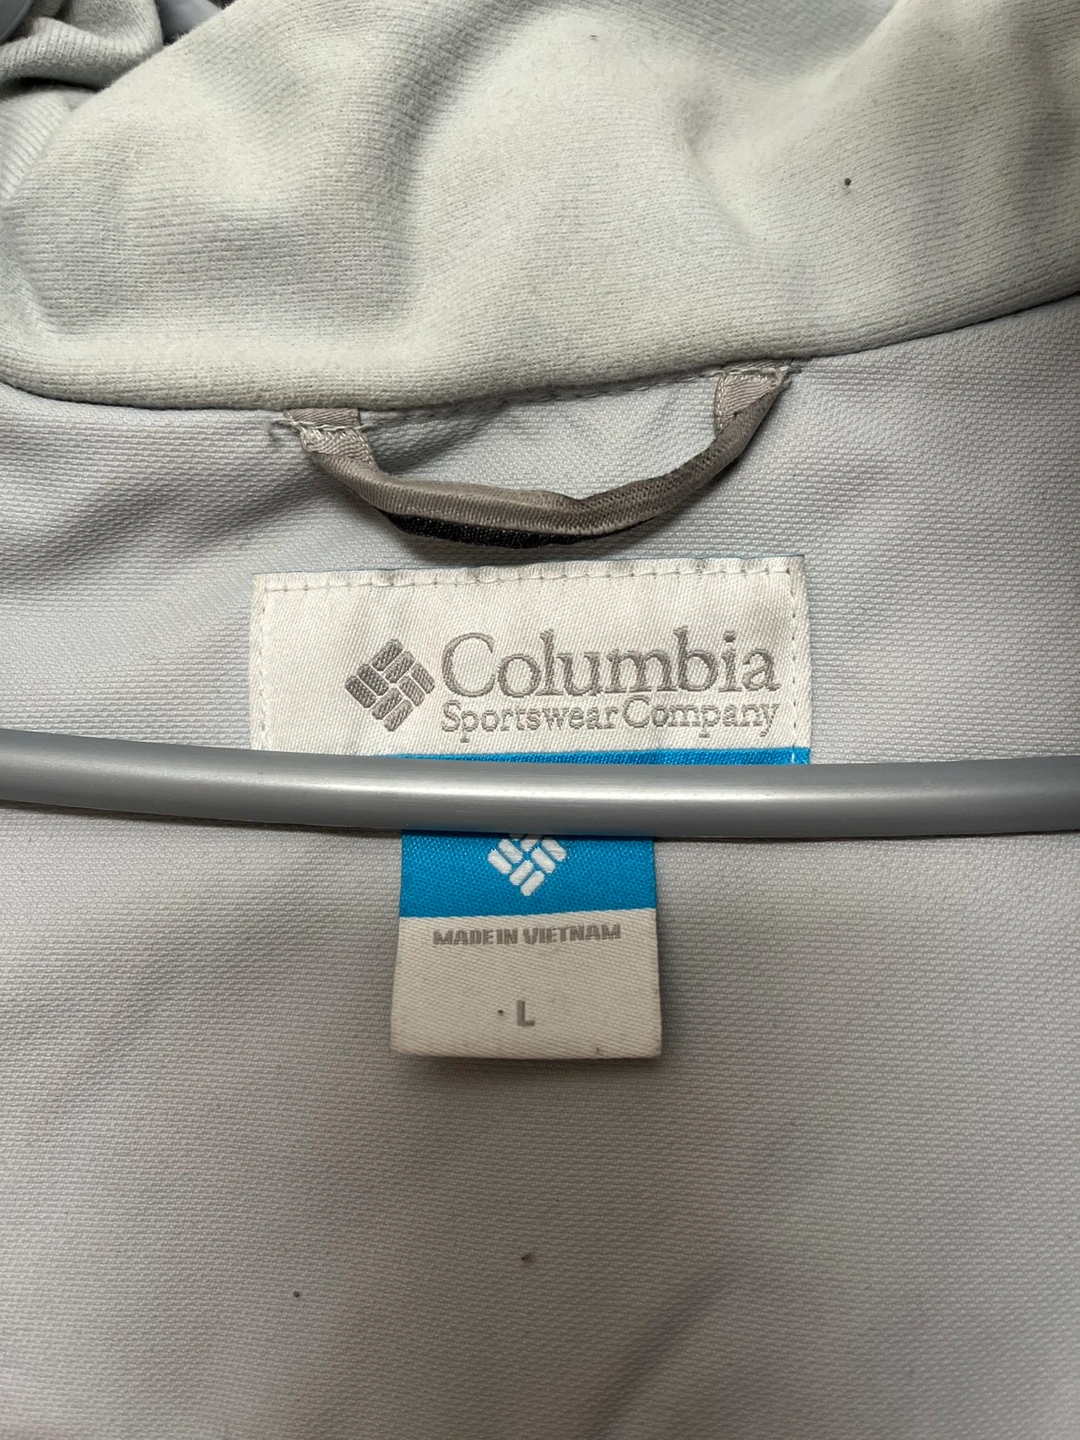 Columbia
Sportswear Company
MADE IN VIETNAM
L